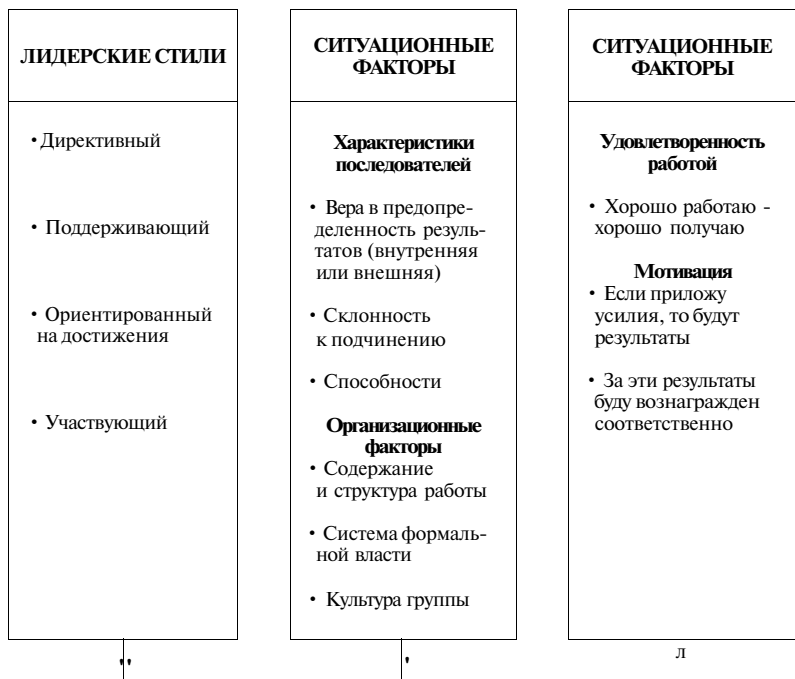 ЛИДЕРСКИЕ СТИЛИ
• Директивный
• Поддерживающий
• Ориентированный
на достижения
• Участвующий
СИТУАЦИОННЫЕ
ФАКТОРЫ
Характеристики
последователей
• Вера в предопре-
деленность резуль-
татов (внутренняя
или внешняя)
• Склонность
к подчинению
• Способности
Организационные
факторы
• Содержание
и структура работы
• Система формаль-
ной власти
• Культура группы
СИТУАЦИОННЫЕ
ФАКТОРЫ
Удовлетворенность
работой
• Хорошо работаю -
хорошо получаю
Мотивация
• Если приложу
усилия, то будут
результаты
• За эти результаты
буду вознагражден
соответственно
л